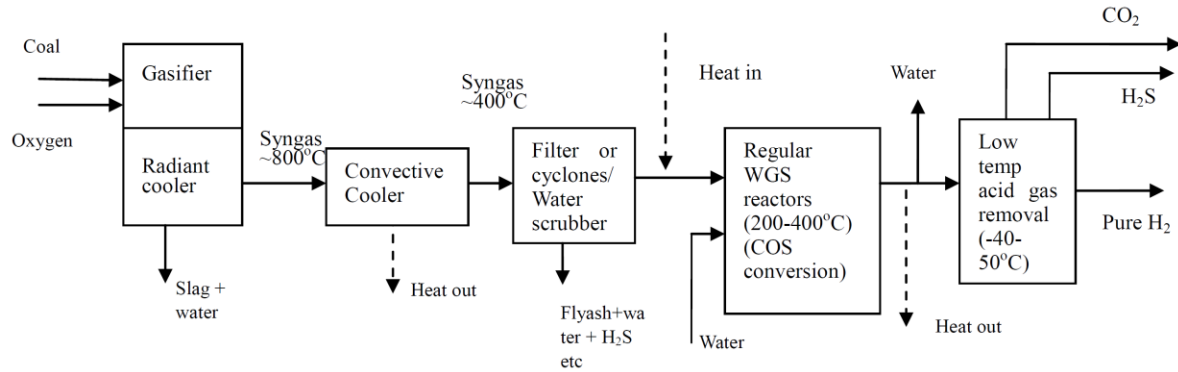 Coal
Oxygen
Gasifier
Radiant
cooler
Slag +
water
Syngas
~800°C
Convective
Cooler
Heat out
Syngas
~400°C
Filter or
cyclones/
Water
scrubber
Flyash+wa
ter + H₂S
etc
Heat in
Water
Regular
WGS
reactors
(200-400°C)
(COS
conversion)
Water
Heat out
Low
temp
acid gas
removal
(-40-
50°C)
CO₂
H₂S
Pure H₂